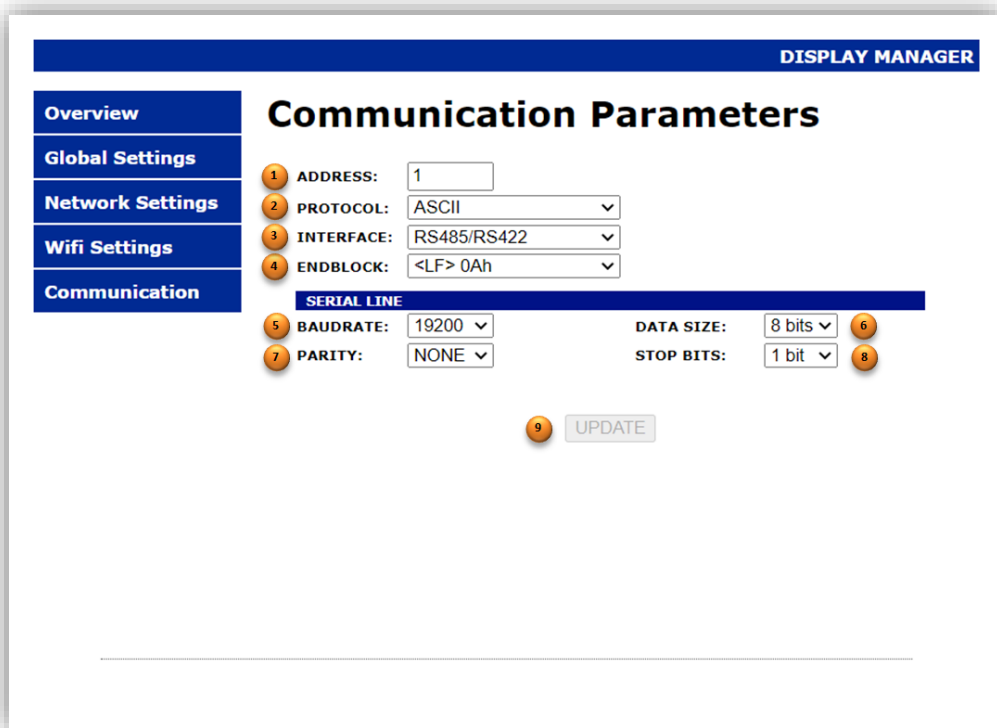 DISPLAY MANAGER
Overview
Global Settings
Network Settings
Wifi Settings
Communication
Communication Parameters
1 ADDRESS: 1
2 PROTOCOL: ASCII
3 INTERFACE: RS485/RS422
4 ENDBLOCK: <LF> 0Ah
SERIAL LINE
5 BAUDRATE: 19200 DATA SIZE: 8 bits 6
7 PARITY: NONE STOP BITS: 1 bit 8
9 UPDATE